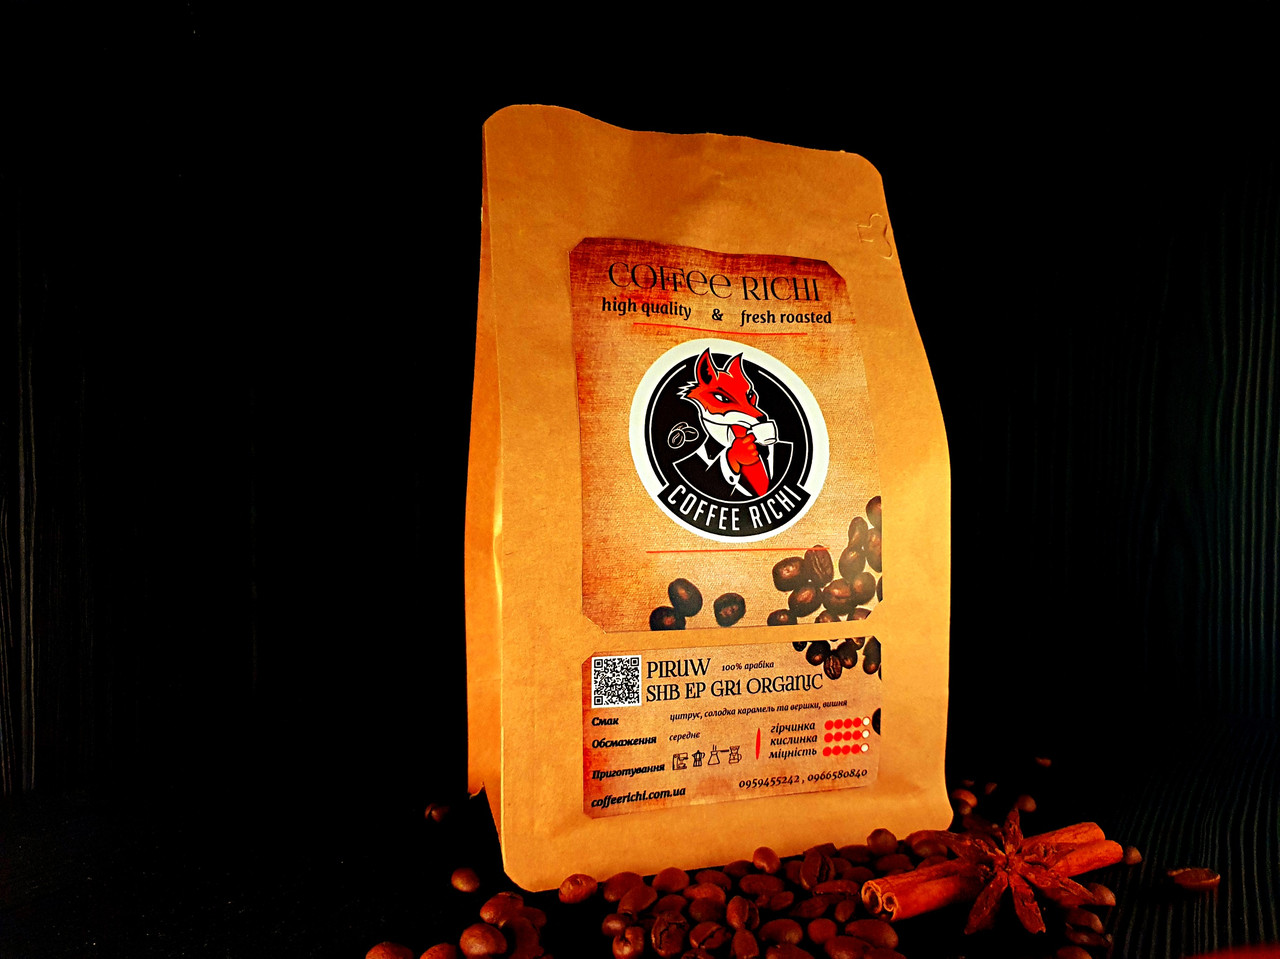 COFFEE RICHI
high quality & fresh roasted
COFFEE RICHI
PIRUW 100% арабіка
SHB EP GR1 ORGANIC
Смак цитрус, солодка карамель та вершки, вишня
Обсмаження середнє
гірчинка
кислинка
міцність
Приготування
0959455242 , 0966580840
coffeerichi.com.ua